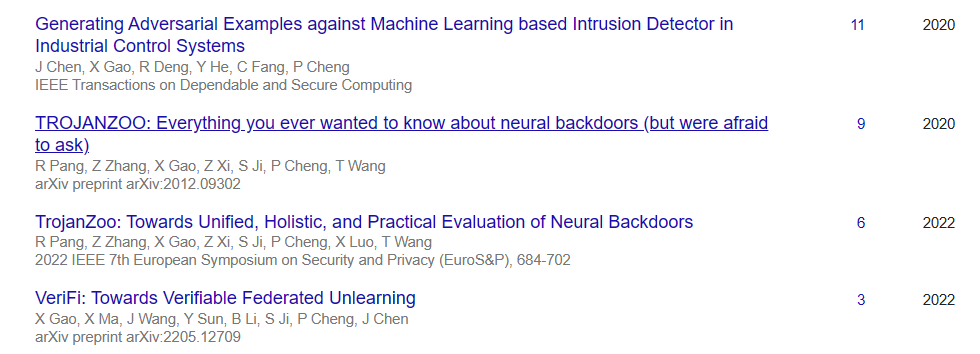 Generating Adversarial Examples against Machine Learning based Intrusion Detector in 11 2020
Industrial Control Systems
J Chen, X Gao, R Deng, Y He, C Fang, P Cheng
IEEE Transactions on Dependable and Secure Computing
TROJANZOO: Everything you ever wanted to know about neural backdoors (but were afraid 9 2020
to ask)
R Pang, Z Zhang, X Gao, Z Xi, S Ji, P Cheng, T Wang
arXiv preprint arXiv:2012.09302
TrojanZoo: Towards Unified, Holistic, and Practical Evaluation of Neural Backdoors 6 2022
R Pang, Z Zhang, X Gao, Z Xi, S Ji, P Cheng, X Luo, T Wang
2022 IEEE 7th European Symposium on Security and Privacy (EuroS&P), 684-702
VeriFi: Towards Verifiable Federated Unlearning 3 2022
X Gao, X Ma, J Wang, Y Sun, B Li, S Ji, P Cheng, J Chen
arXiv preprint arXiv:2205.12709